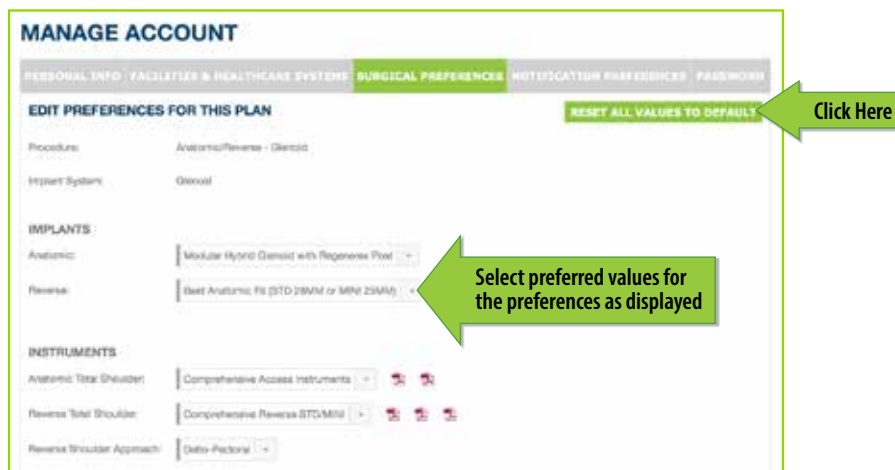 MANAGE ACCOUNT
PERSONAL INFO FACILITIES & HEALTHCARE SYSTEMS SURGICAL PREFERENCES NOTIFICATION PREFERENCES PASSWORD
EDIT PREFERENCES FOR THIS PLAN RESET ALL VALUES TO DEFAULT Click Here
Procedure: Anatomic/Reverse - Glenoid
Implant System: Glenoid
IMPLANTS
Anatomic: Modular Hybrid Glenoid with Regenerex Post
Select preferred values for
Reverse: Best Anatomic Fit (STD 28MM or MINI 25MM)
the preferences as displayed
INSTRUMENTS
Anatomic Total Shoulder: Comprehensive Access Instruments
Reverse Total Shoulder: Comprehensive Reverse STD/MINI
Reverse Shoulder Approach: Delto-Pectoral